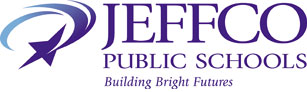 JEFFCO
PUBLIC SCHOOLS
Building Bright Futures